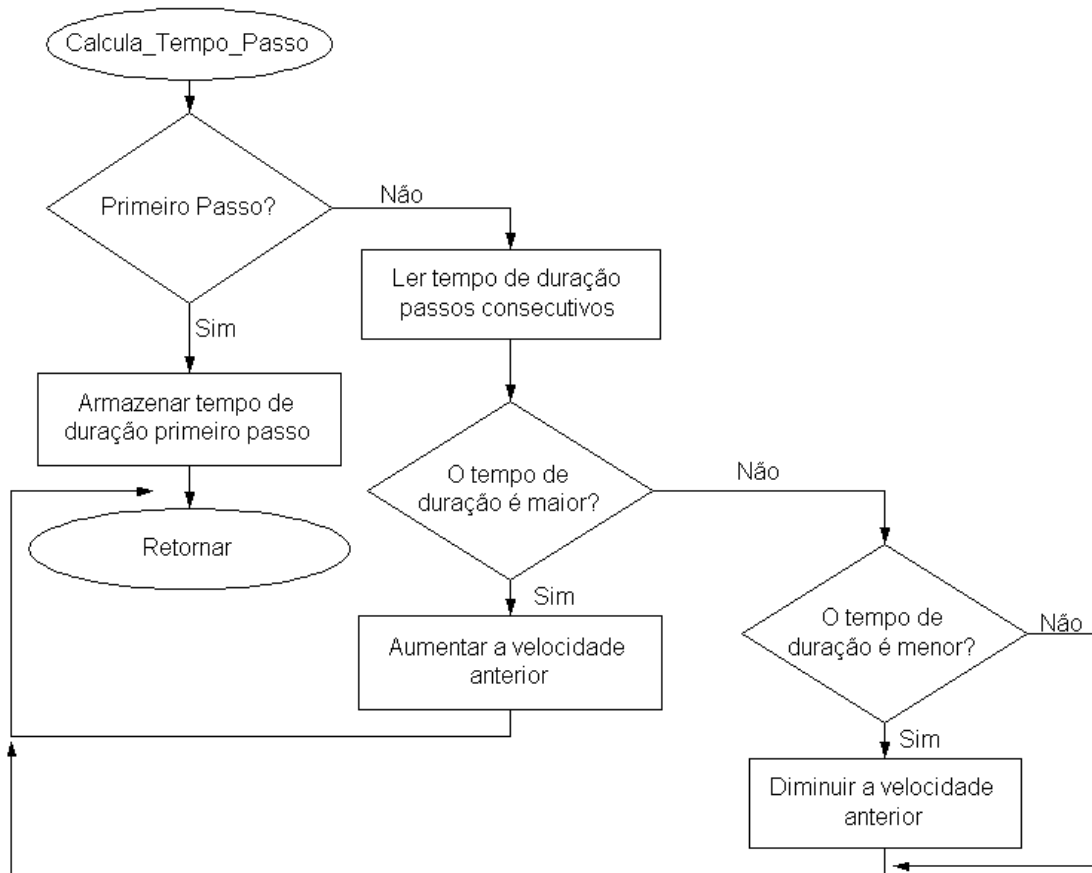 Calcula_Tempo_Passo
Primeiro Passo?
Não
Sim
Ler tempo de duração
passos consecutivos
Armazenar tempo de
duração primeiro passo
Retornar
O tempo de
duração é maior?
Não
Sim
Aumentar a velocidade
anterior
O tempo de
duração é menor?
Não
Sim
Diminuir a velocidade
anterior